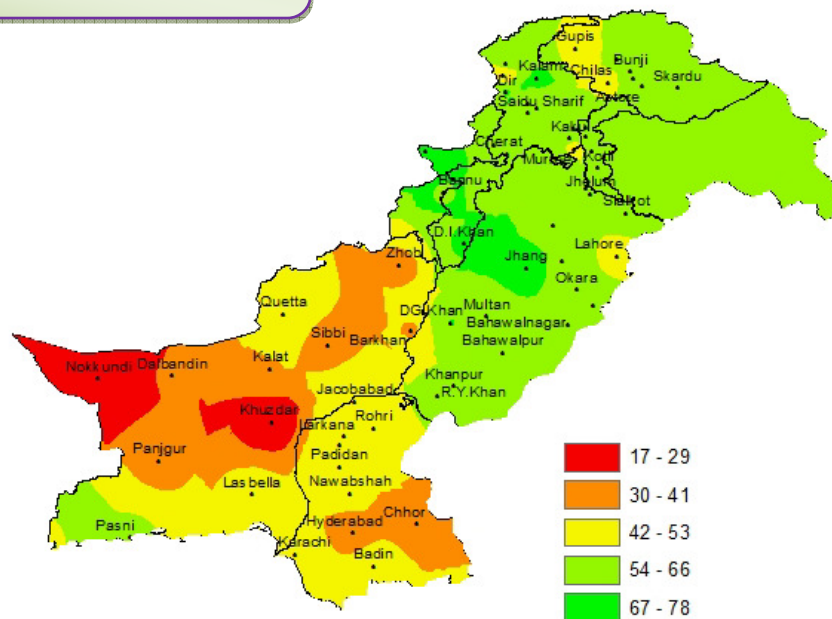 Gupis
Bunji
Kalam
Chilas
Skardu
Dir
Astore
Saidu Sharif
Kakul
Cherat
Murree
Kotli
Bannu
Jhelum
Sialkot
D.I.Khan
Lahore
Zhob
Jhang
Okara
Quetta
DG Khan
Multan
Bahawalnagar
Sibbi
Barkhan
Bahawalpur
Kalat
Nokkundi
Dalbandin
Khanpur
Jacobabad
R.Y.Khan
Khuzdar
Larkana
Rohri
Panjgur
Padidan
Lasbella
Nawabshah
Chhor
Pasni
Hyderabad
Karachi
Badin
17 - 29
30 - 41
42 - 53
54 - 66
67 - 78